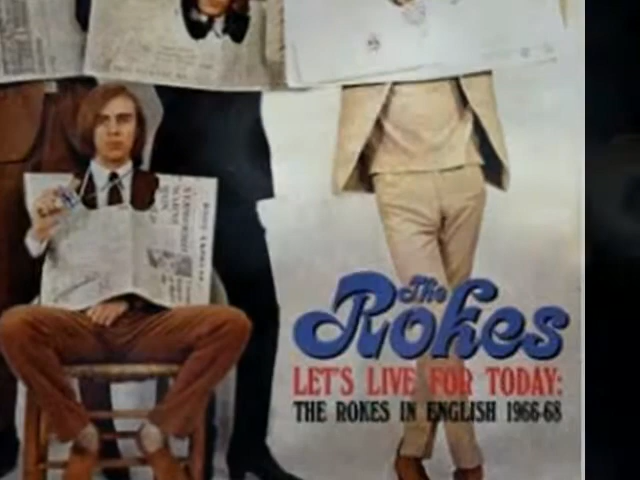 The
Rokes
LET'S LIVE FOR TODAY:
THE ROKES IN ENGLISH 1966-68